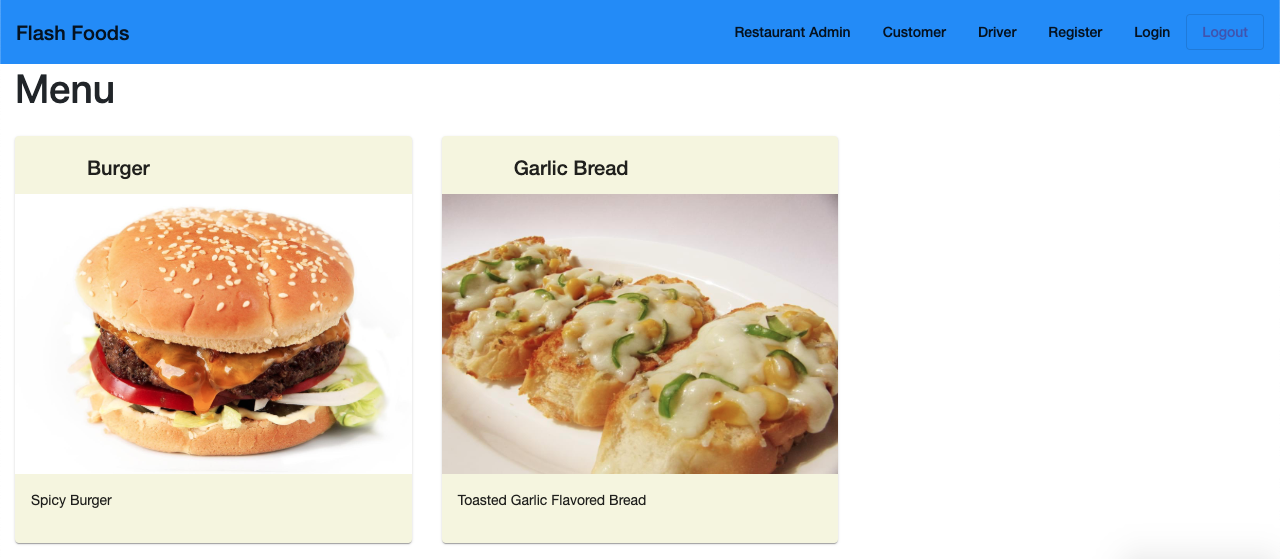 Flash Foods
Restaurant Admin Customer Driver Register Login Logout
Menu
Burger
Garlic Bread
Spicy Burger
Toasted Garlic Flavored Bread